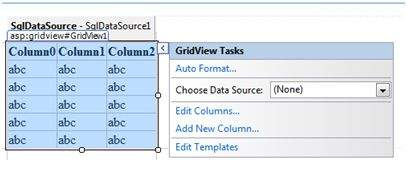 SqlDataSource - SqlDataSource1
asp:gridview#GridView1
Column0 Column1 Column2
abc abc abc
abc abc abc
abc abc abc
abc abc abc
abc abc abc
GridView Tasks
Auto Format...
Choose Data Source: (None)
Edit Columns...
Add New Column...
Edit Templates